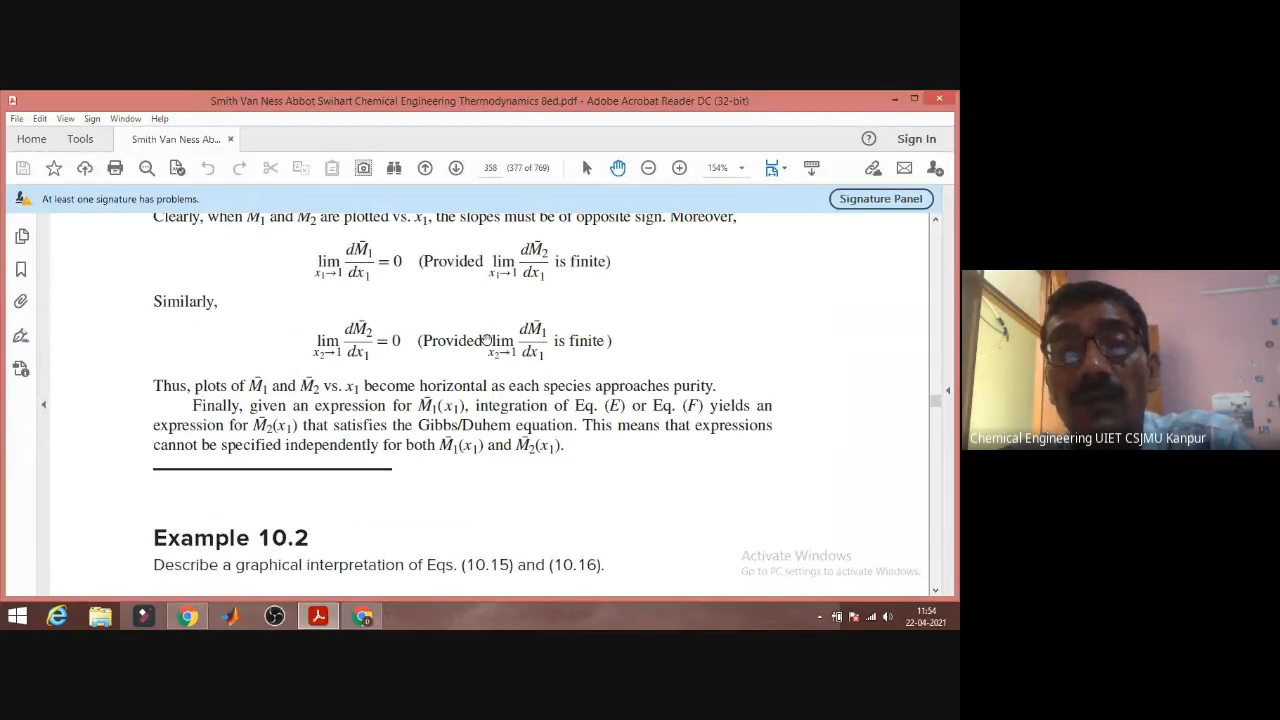 Smith Van Ness Abbot Swihart Chemical Engineering Thermodynamics 8ed.pdf - Adobe Acrobat Reader DC (32-bit)
File Edit View Sign Window Help
Home Tools Smith Van Ness Ab... × Sign In
358 (377 of 769) 154%
At least one signature has problems. Signature Panel
Clearly, when M̄₁ and M̄₂ are plotted vs. x₁, the slopes must be of opposite sign. Moreover,
lim x₁→1 dM̄₁/dx₁ = 0 (Provided lim x₁→1 dM̄₂/dx₁ is finite)
Similarly,
lim x₂→1 dM̄₂/dx₁ = 0 (Provided lim x₂→1 dM̄₁/dx₁ is finite )
Thus, plots of M̄₁ and M̄₂ vs. x₁ become horizontal as each species approaches purity.
Finally, given an expression for M̄₁(x₁), integration of Eq. (E) or Eq. (F) yields an
expression for M̄₂(x₁) that satisfies the Gibbs/Duhem equation. This means that expressions
cannot be specified independently for both M̄₁(x₁) and M̄₂(x₁).
Example 10.2
Describe a graphical interpretation of Eqs. (10.15) and (10.16).
Activate Windows
Go to PC settings to activate Windows.
Chemical Engineering UIET CSJMU Kanpur
11:54
22-04-2021